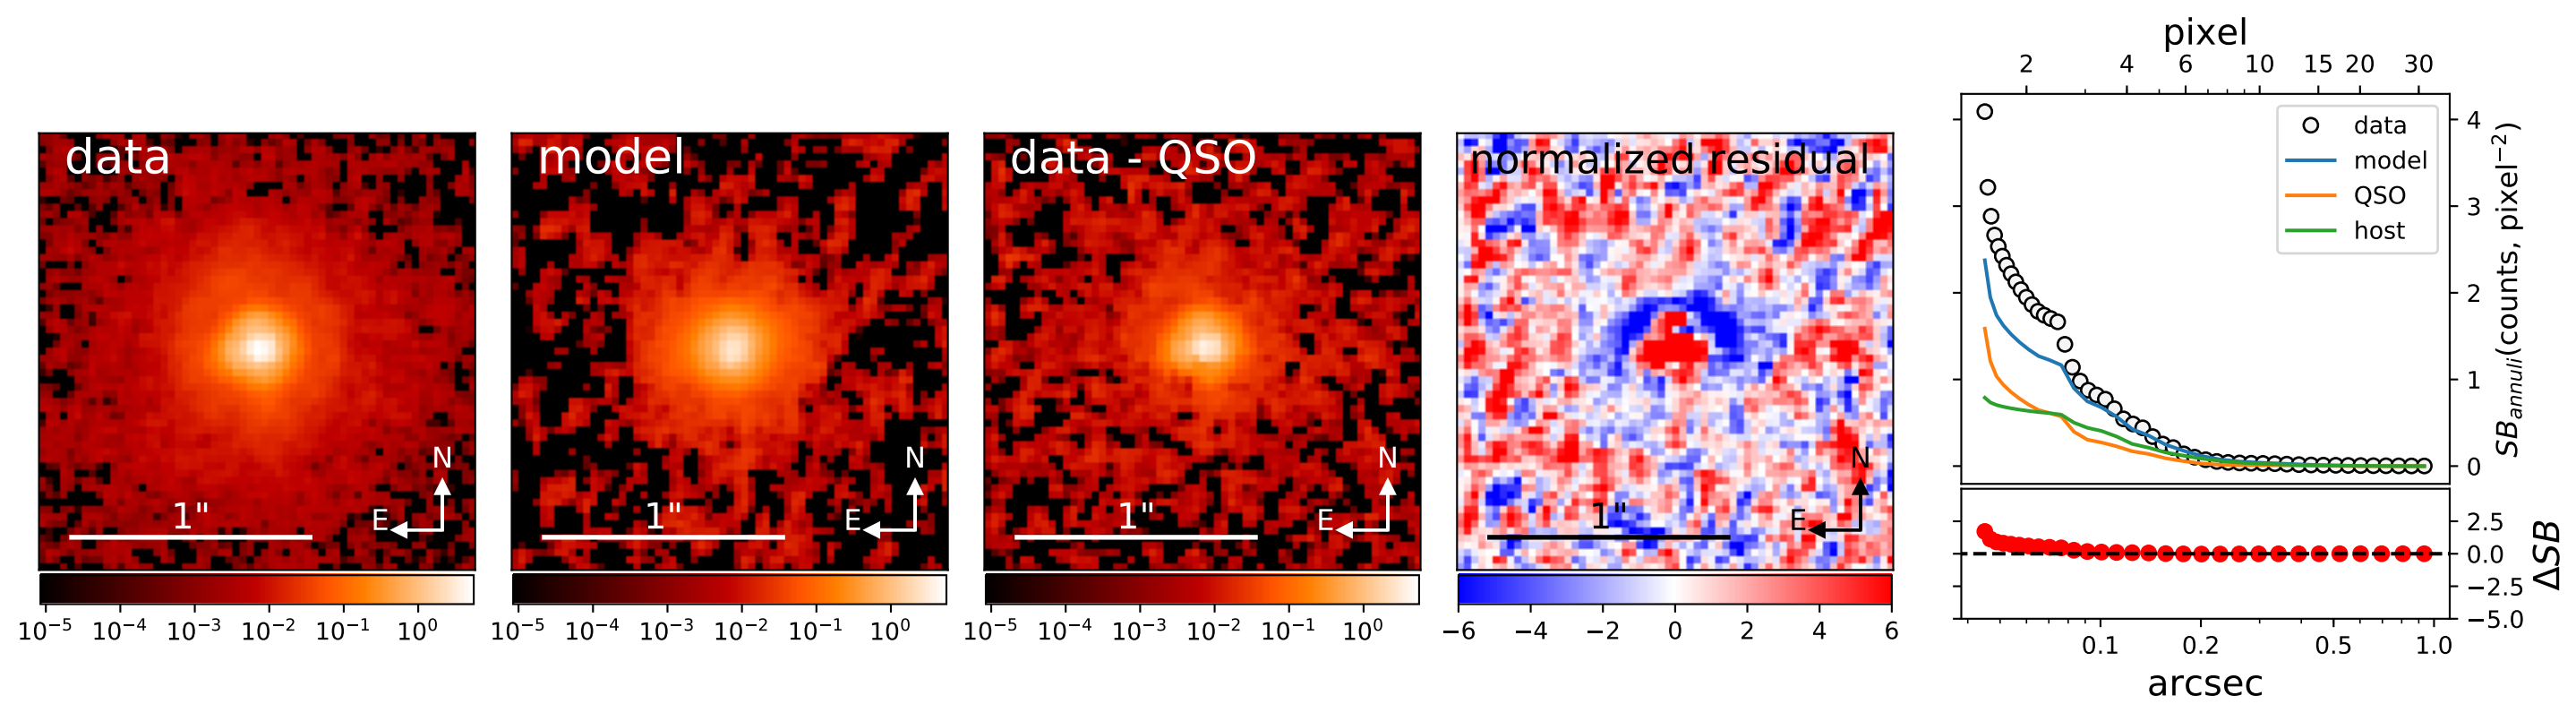 data
N
E
1"
10⁻⁵ 10⁻⁴ 10⁻³ 10⁻² 10⁻¹ 10⁰
model
N
E
1"
10⁻⁵ 10⁻⁴ 10⁻³ 10⁻² 10⁻¹ 10⁰
data - QSO
N
E
1"
10⁻⁵ 10⁻⁴ 10⁻³ 10⁻² 10⁻¹ 10⁰
normalized residual
N
E
1"
−6 −4 −2 0 2 4 6
pixel
2 4 6 10 15 20 30
data
model
QSO
host
4
3
2
1
0
SB_annuli(counts, pixel⁻²)
2.5
0.0
−2.5
−5.0
ΔSB
0.1 0.2 0.5 1.0
arcsec